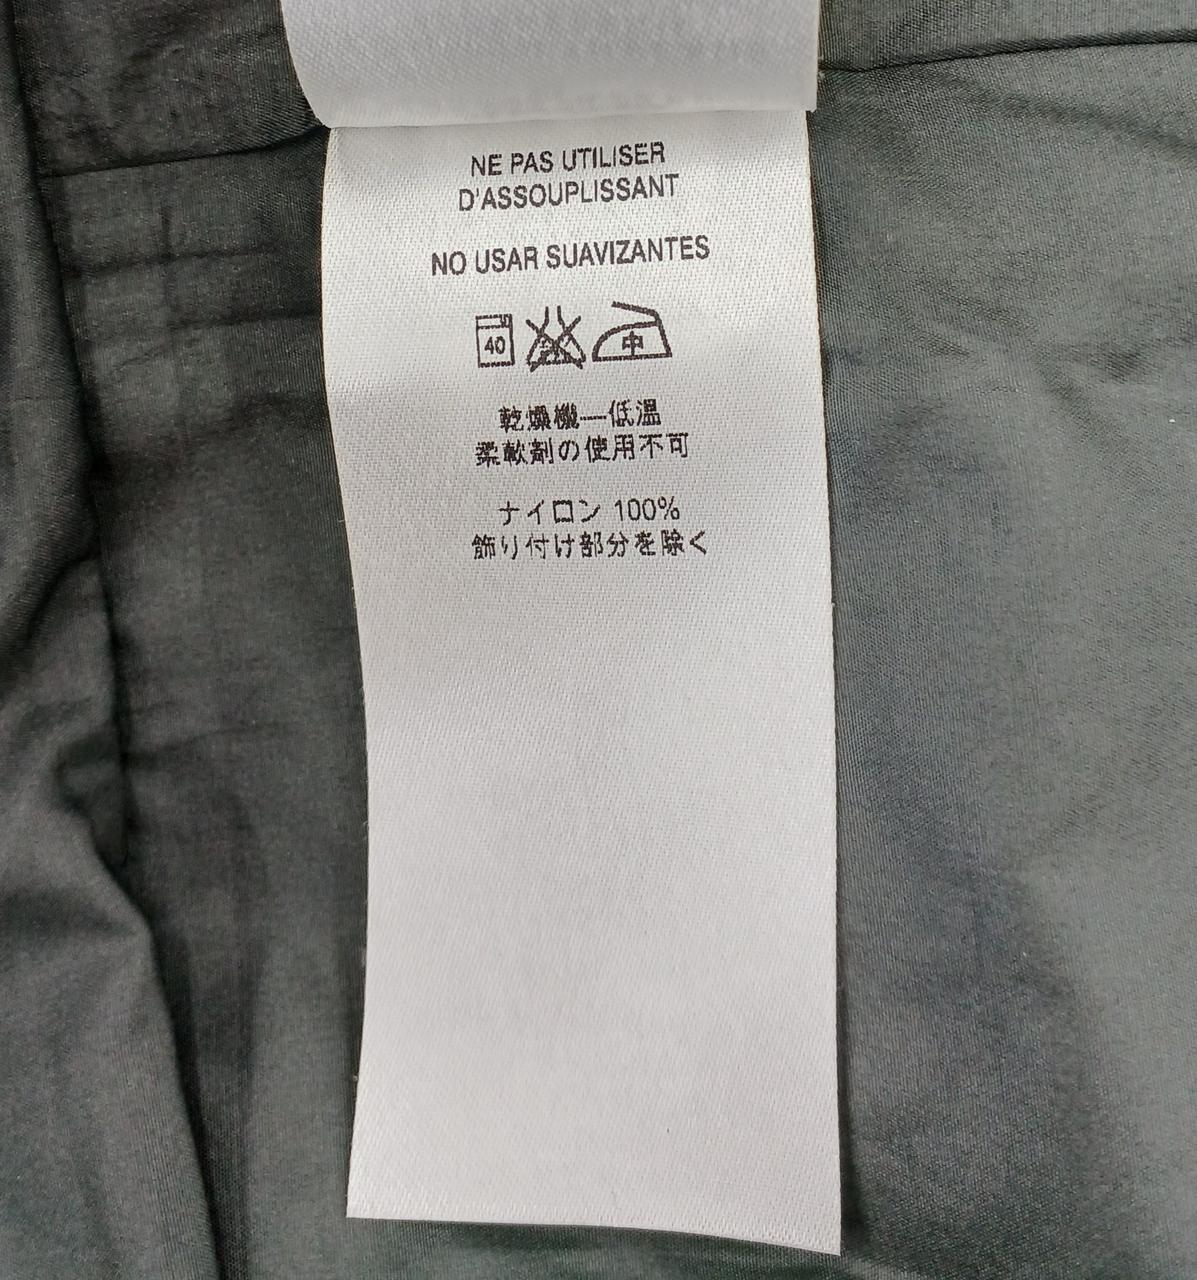 NE PAS UTILISER
D'ASSOUPLISSANT
NO USAR SUAVIZANTES
40 中
乾燥機―低温
柔軟剤の使用不可
ナイロン 100%
飾り付け部分を除く